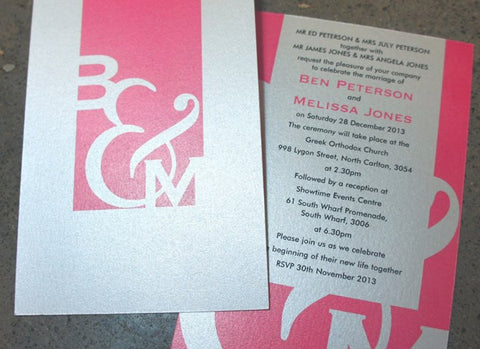 B
&
M
MR ED PETERSON & MRS JULY PETERSON
together with
MR JAMES JONES & MRS ANGELA JONES
request the pleasure of your company
to celebrate the marriage of
BEN PETERSON
and
MELISSA JONES
on Saturday 28 December 2013
The ceremony will take place at the
Greek Orthodox Church
998 Lygon Street, North Carlton, 3054
at 2.30pm
Followed by a reception at
Showtime Events Centre
61 South Wharf Promenade,
South Wharf, 3006
at 6.30pm
Please join us as we celebrate
beginning of their new life together
RSVP 30th November 2013